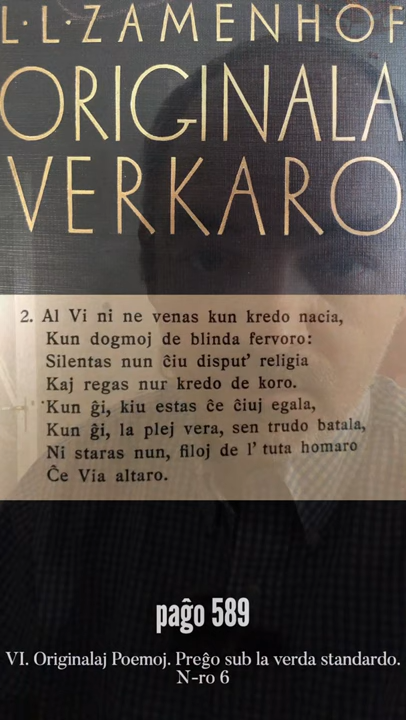 L·L·ZAMENHOF
ORIGINALA
VERKARO
2. Al Vi ni ne venas kun kredo nacia,
Kun dogmoj de blinda fervoro:
Silentas nun ĉiu disput' religia
Kaj regas nur kredo de koro.
Kun ĝi, kiu estas ĉe ĉiuj egala,
Kun ĝi, la plej vera, sen trudo batala,
Ni staras nun, filoj de l' tuta homaro
Ĉe Via altaro.
paĝo 589
VI. Originalaj Poemoj. Preĝo sub la verda standardo.
N-ro 6